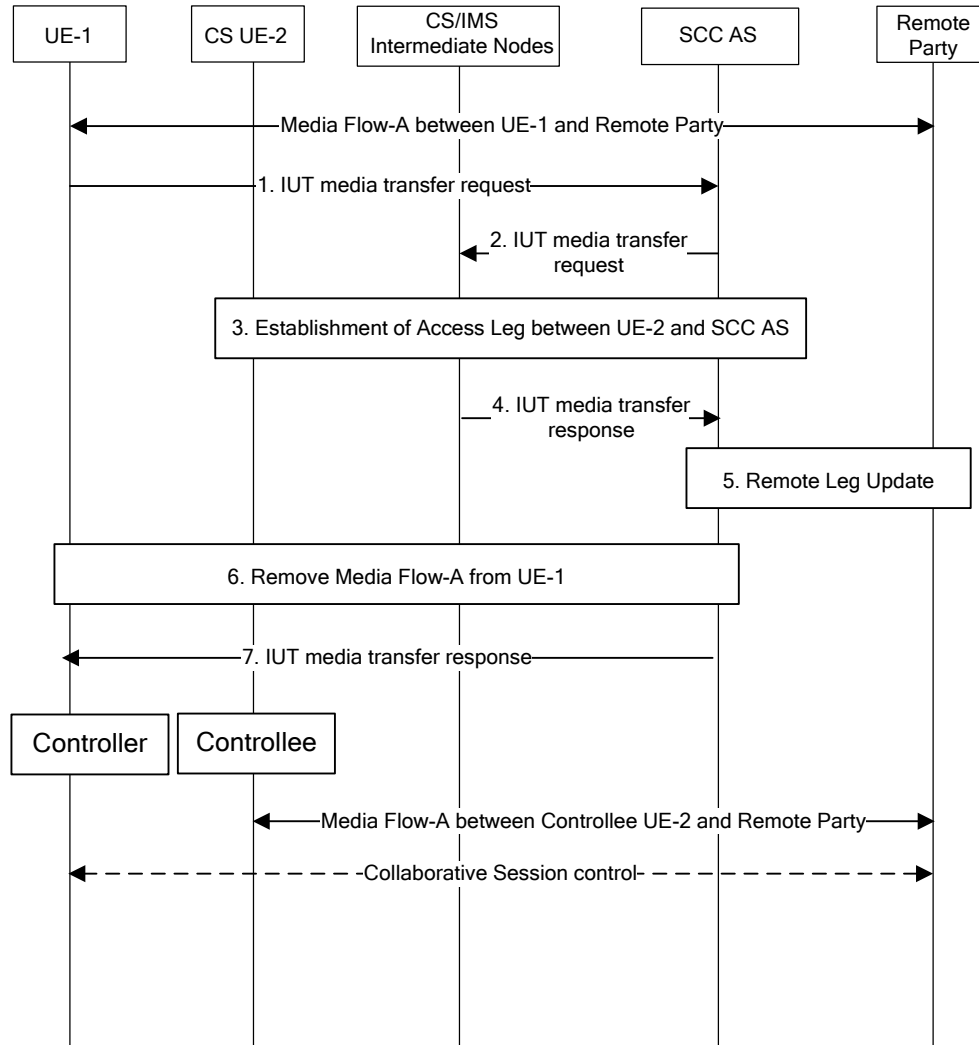 UE-1
CS UE-2
CS/IMS
Intermediate Nodes
SCC AS
Remote
Party
Media Flow-A between UE-1 and Remote Party
1. IUT media transfer request
2. IUT media transfer
request
3. Establishment of Access Leg between UE-2 and SCC AS
4. IUT media transfer
response
5. Remote Leg Update
6. Remove Media Flow-A from UE-1
7. IUT media transfer response
Controller
Controllee
Media Flow-A between Controllee UE-2 and Remote Party
Collaborative Session control